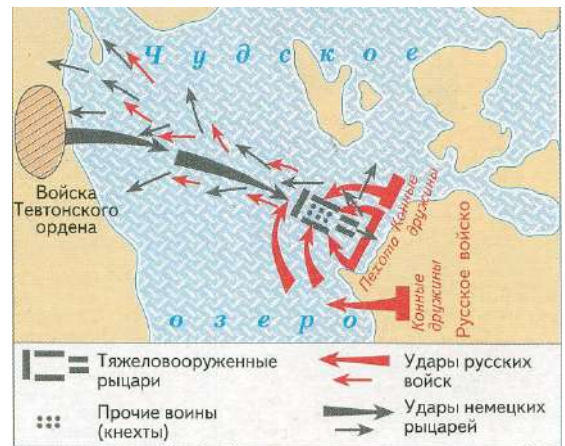 Чудское
Войска
Тевтонского
ордена
Пехота
Конные
дружины
Конные
дружины
Русское войско
озеро
Тяжеловооруженные
рыцари
Прочие воины
(кнехты)
Удары русских
войск
Удары немецких
рыцарей